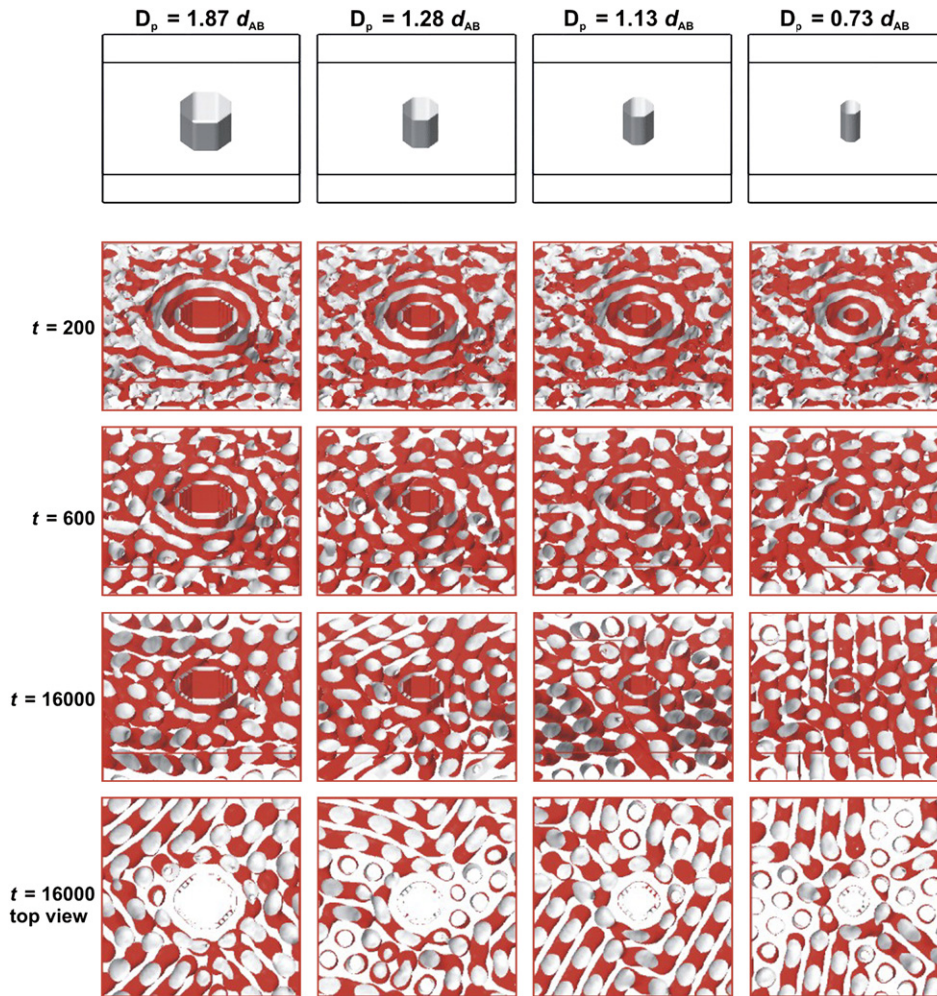 D_p = 1.87 d_AB
D_p = 1.28 d_AB
D_p = 1.13 d_AB
D_p = 0.73 d_AB
t = 200
t = 600
t = 16000
t = 16000
top view